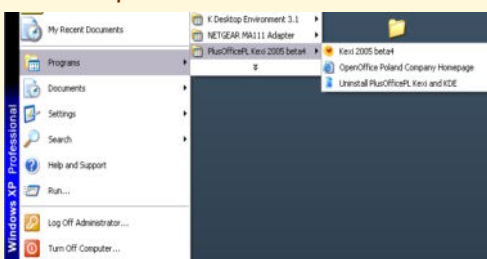 Windows XP Professional
My Recent Documents
Programs
Documents
Settings
Search
Help and Support
Run...
Log Off Administrator...
Turn Off Computer...
K Desktop Environment 3.1
NETGEAR MA111 Adapter
PlusOfficePL Kexi 2005 beta4
Kexi 2005 beta4
OpenOffice Poland Company Homepage
Uninstall PlusOfficePL Kexi and KDE